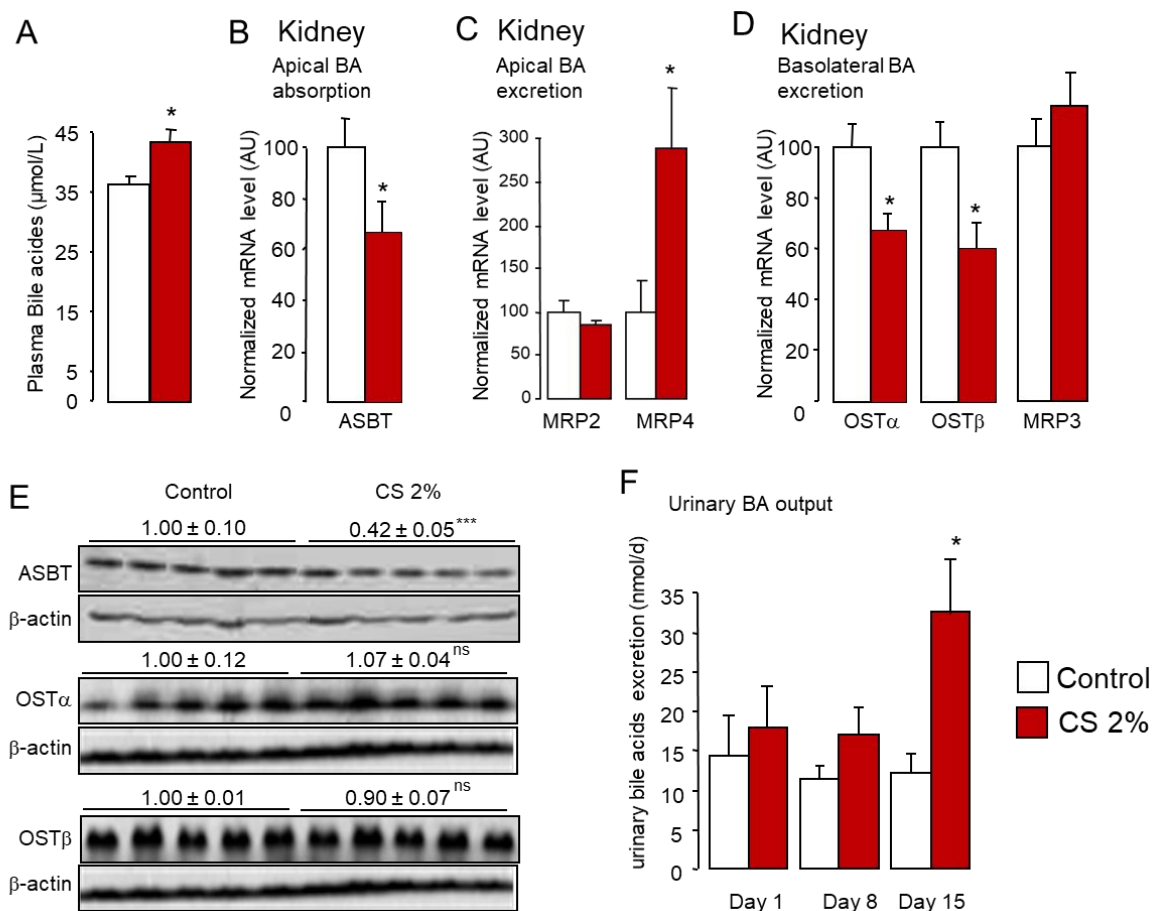 A
Plasma Bile acides (µmol/L)
45
35
25
15
5
0
*
B Kidney
Apical BA
absorption
Normalized mRNA level (AU)
100
80
60
40
20
0
*
ASBT
C Kidney
Apical BA
excretion
Normalized mRNA level (AU)
300
250
200
150
100
50
0
*
MRP2 MRP4
D Kidney
Basolateral BA
excretion
Normalized mRNA level (AU)
100
80
60
40
20
0
* *
OSTα OSTβ MRP3
E
Control CS 2%
1.00 ± 0.10 0.42 ± 0.05***
ASBT
β-actin
1.00 ± 0.12 1.07 ± 0.04ns
OSTα
β-actin
1.00 ± 0.01 0.90 ± 0.07ns
OSTβ
β-actin
F Urinary BA output
urinary bile acids excretion (nmol/d)
35
30
25
20
15
10
5
0
*
Day 1 Day 8 Day 15
Control
CS 2%